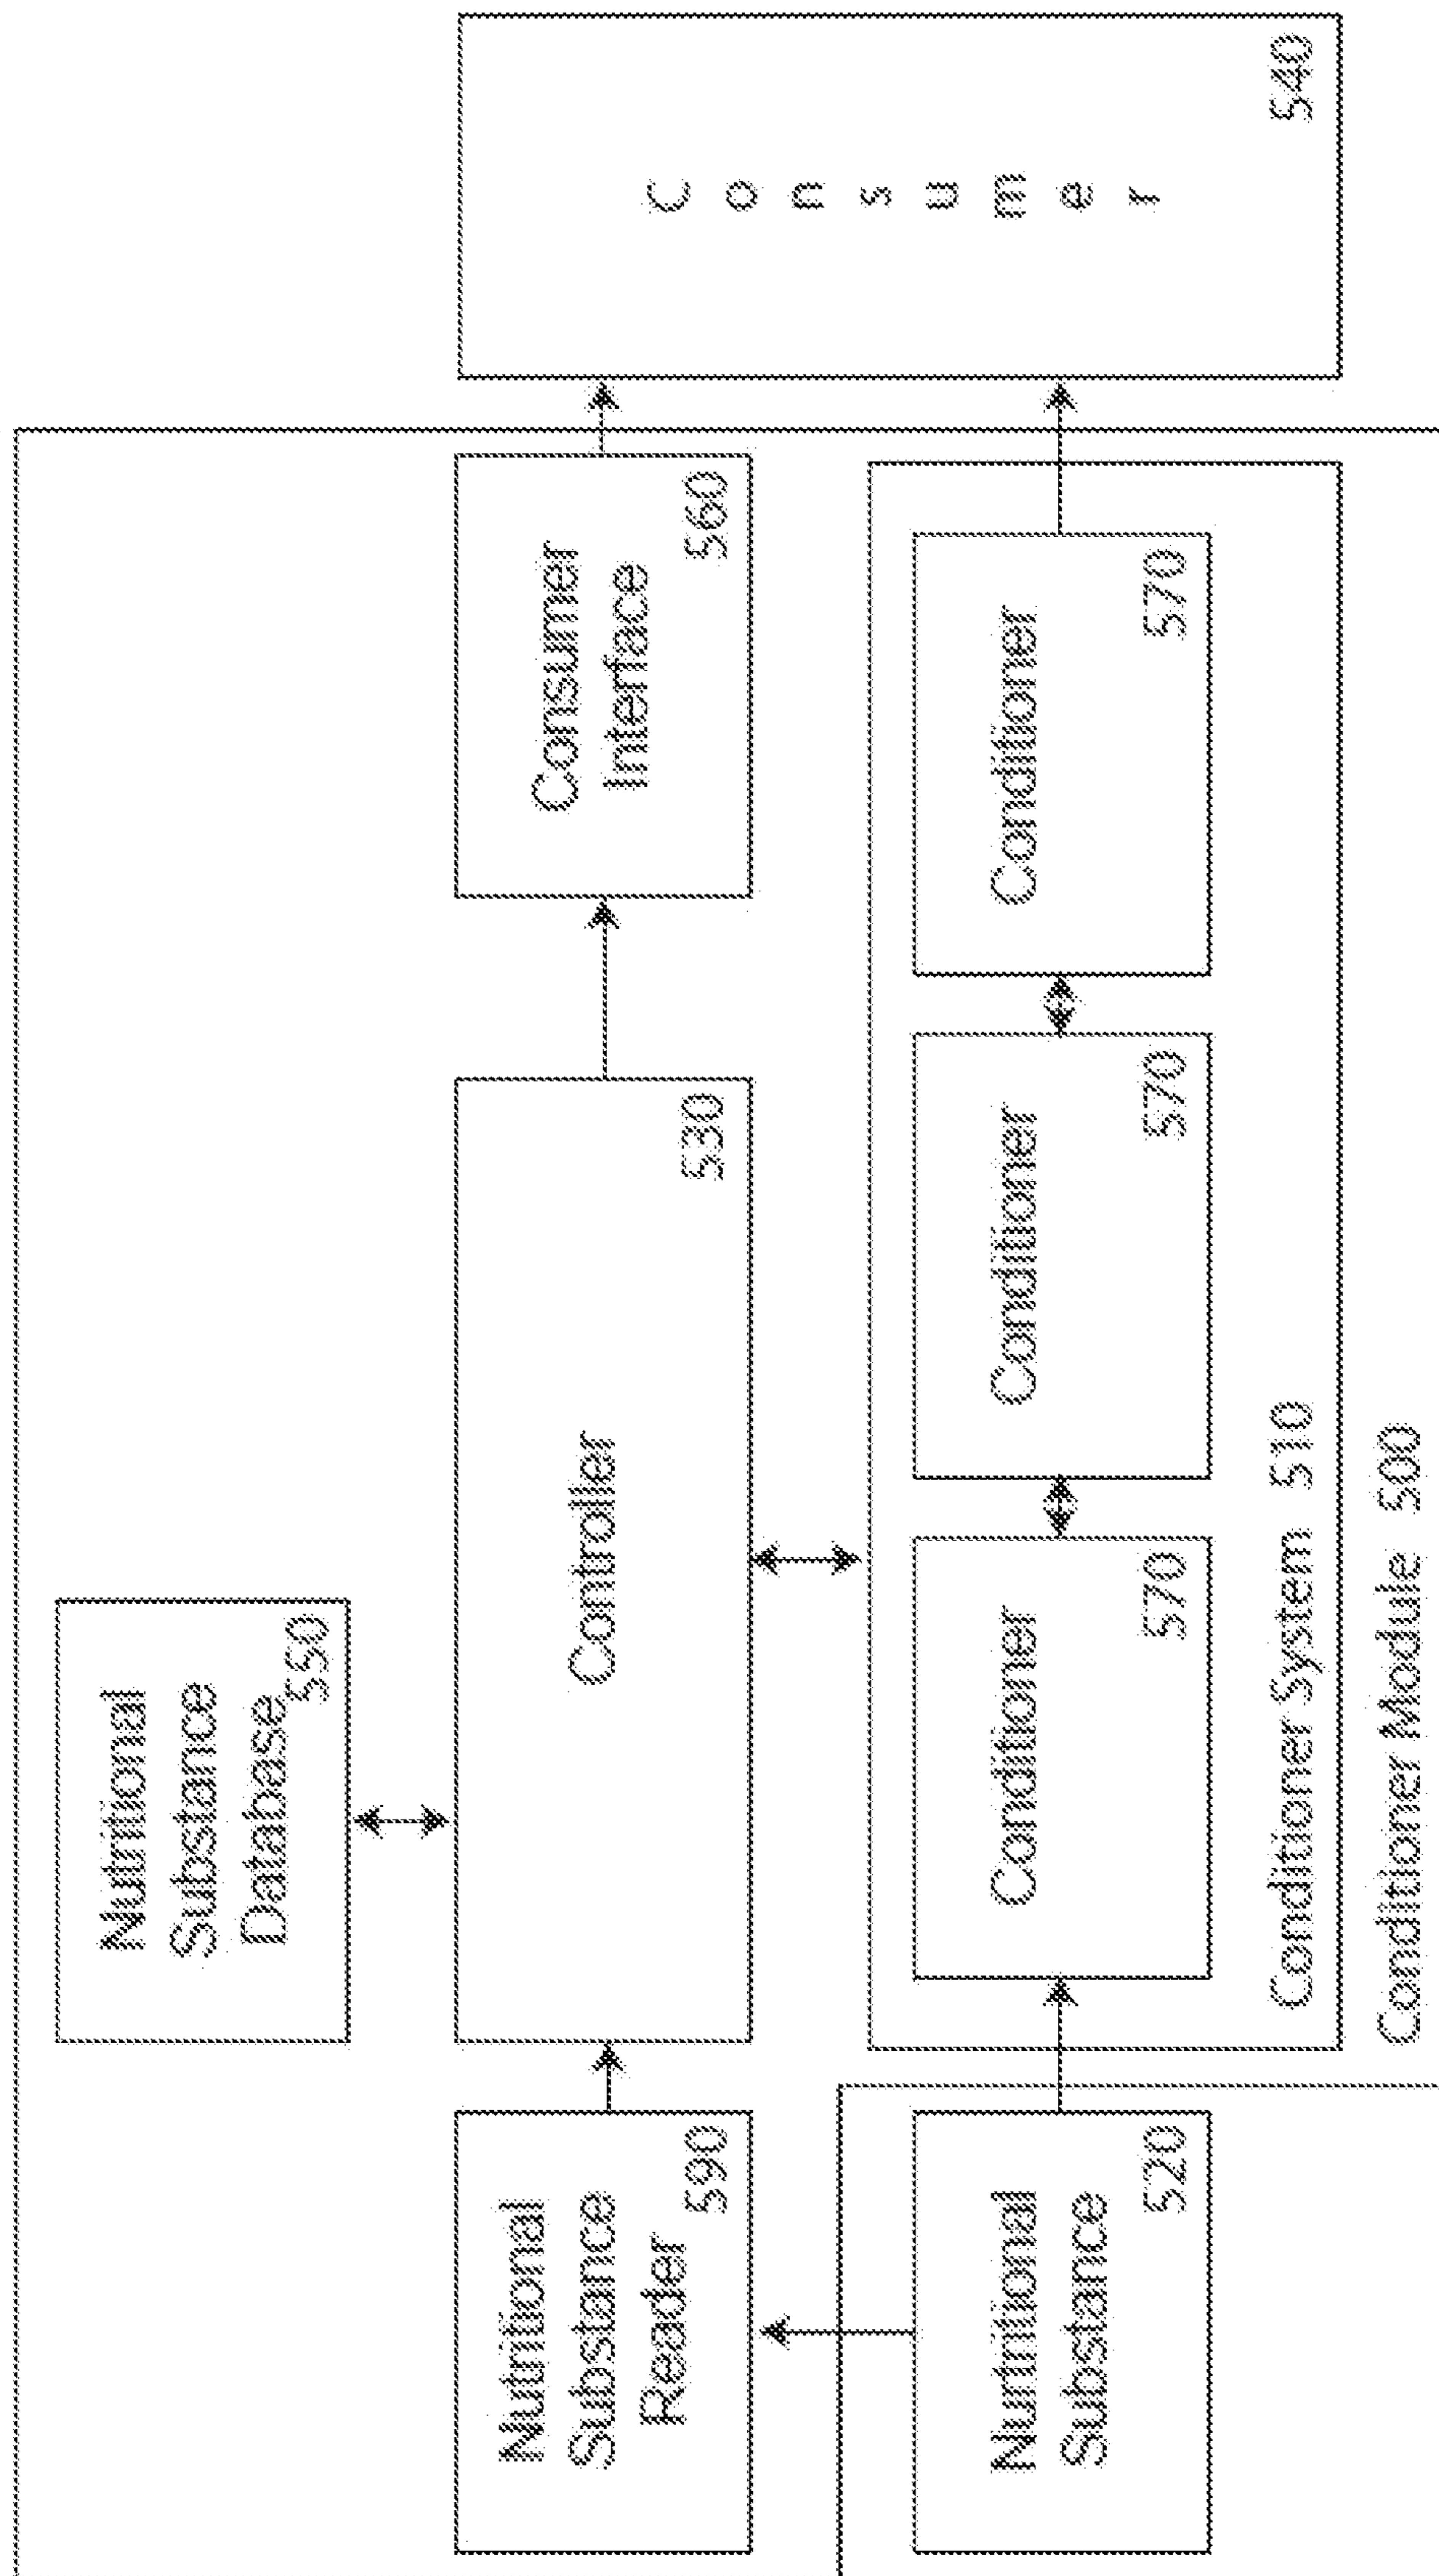 Nutritional
Substance
Database
550
Nutritional
Substance
Reader
590
Controller
530
Consumer
Interface
560
Consumer
540
Nutritional
Substance
520
Conditioner
570
Conditioner
570
Conditioner
570
Conditioner System 510
Conditioner Module 500